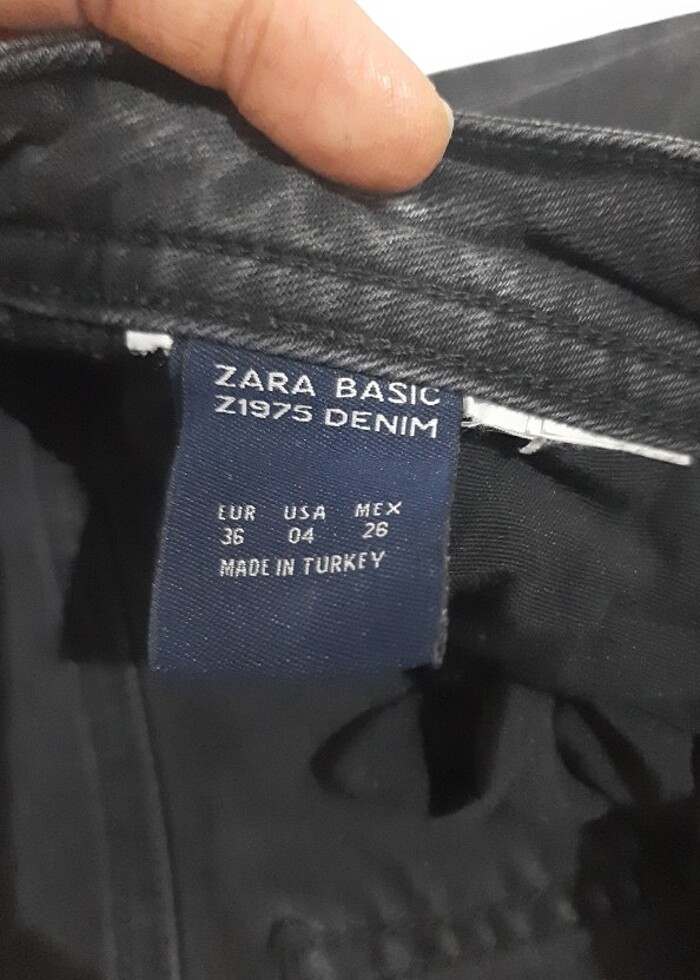 ZARA BASIC
Z1975 DENIM
EUR USA MEX
36 04 26
MADE IN TURKEY